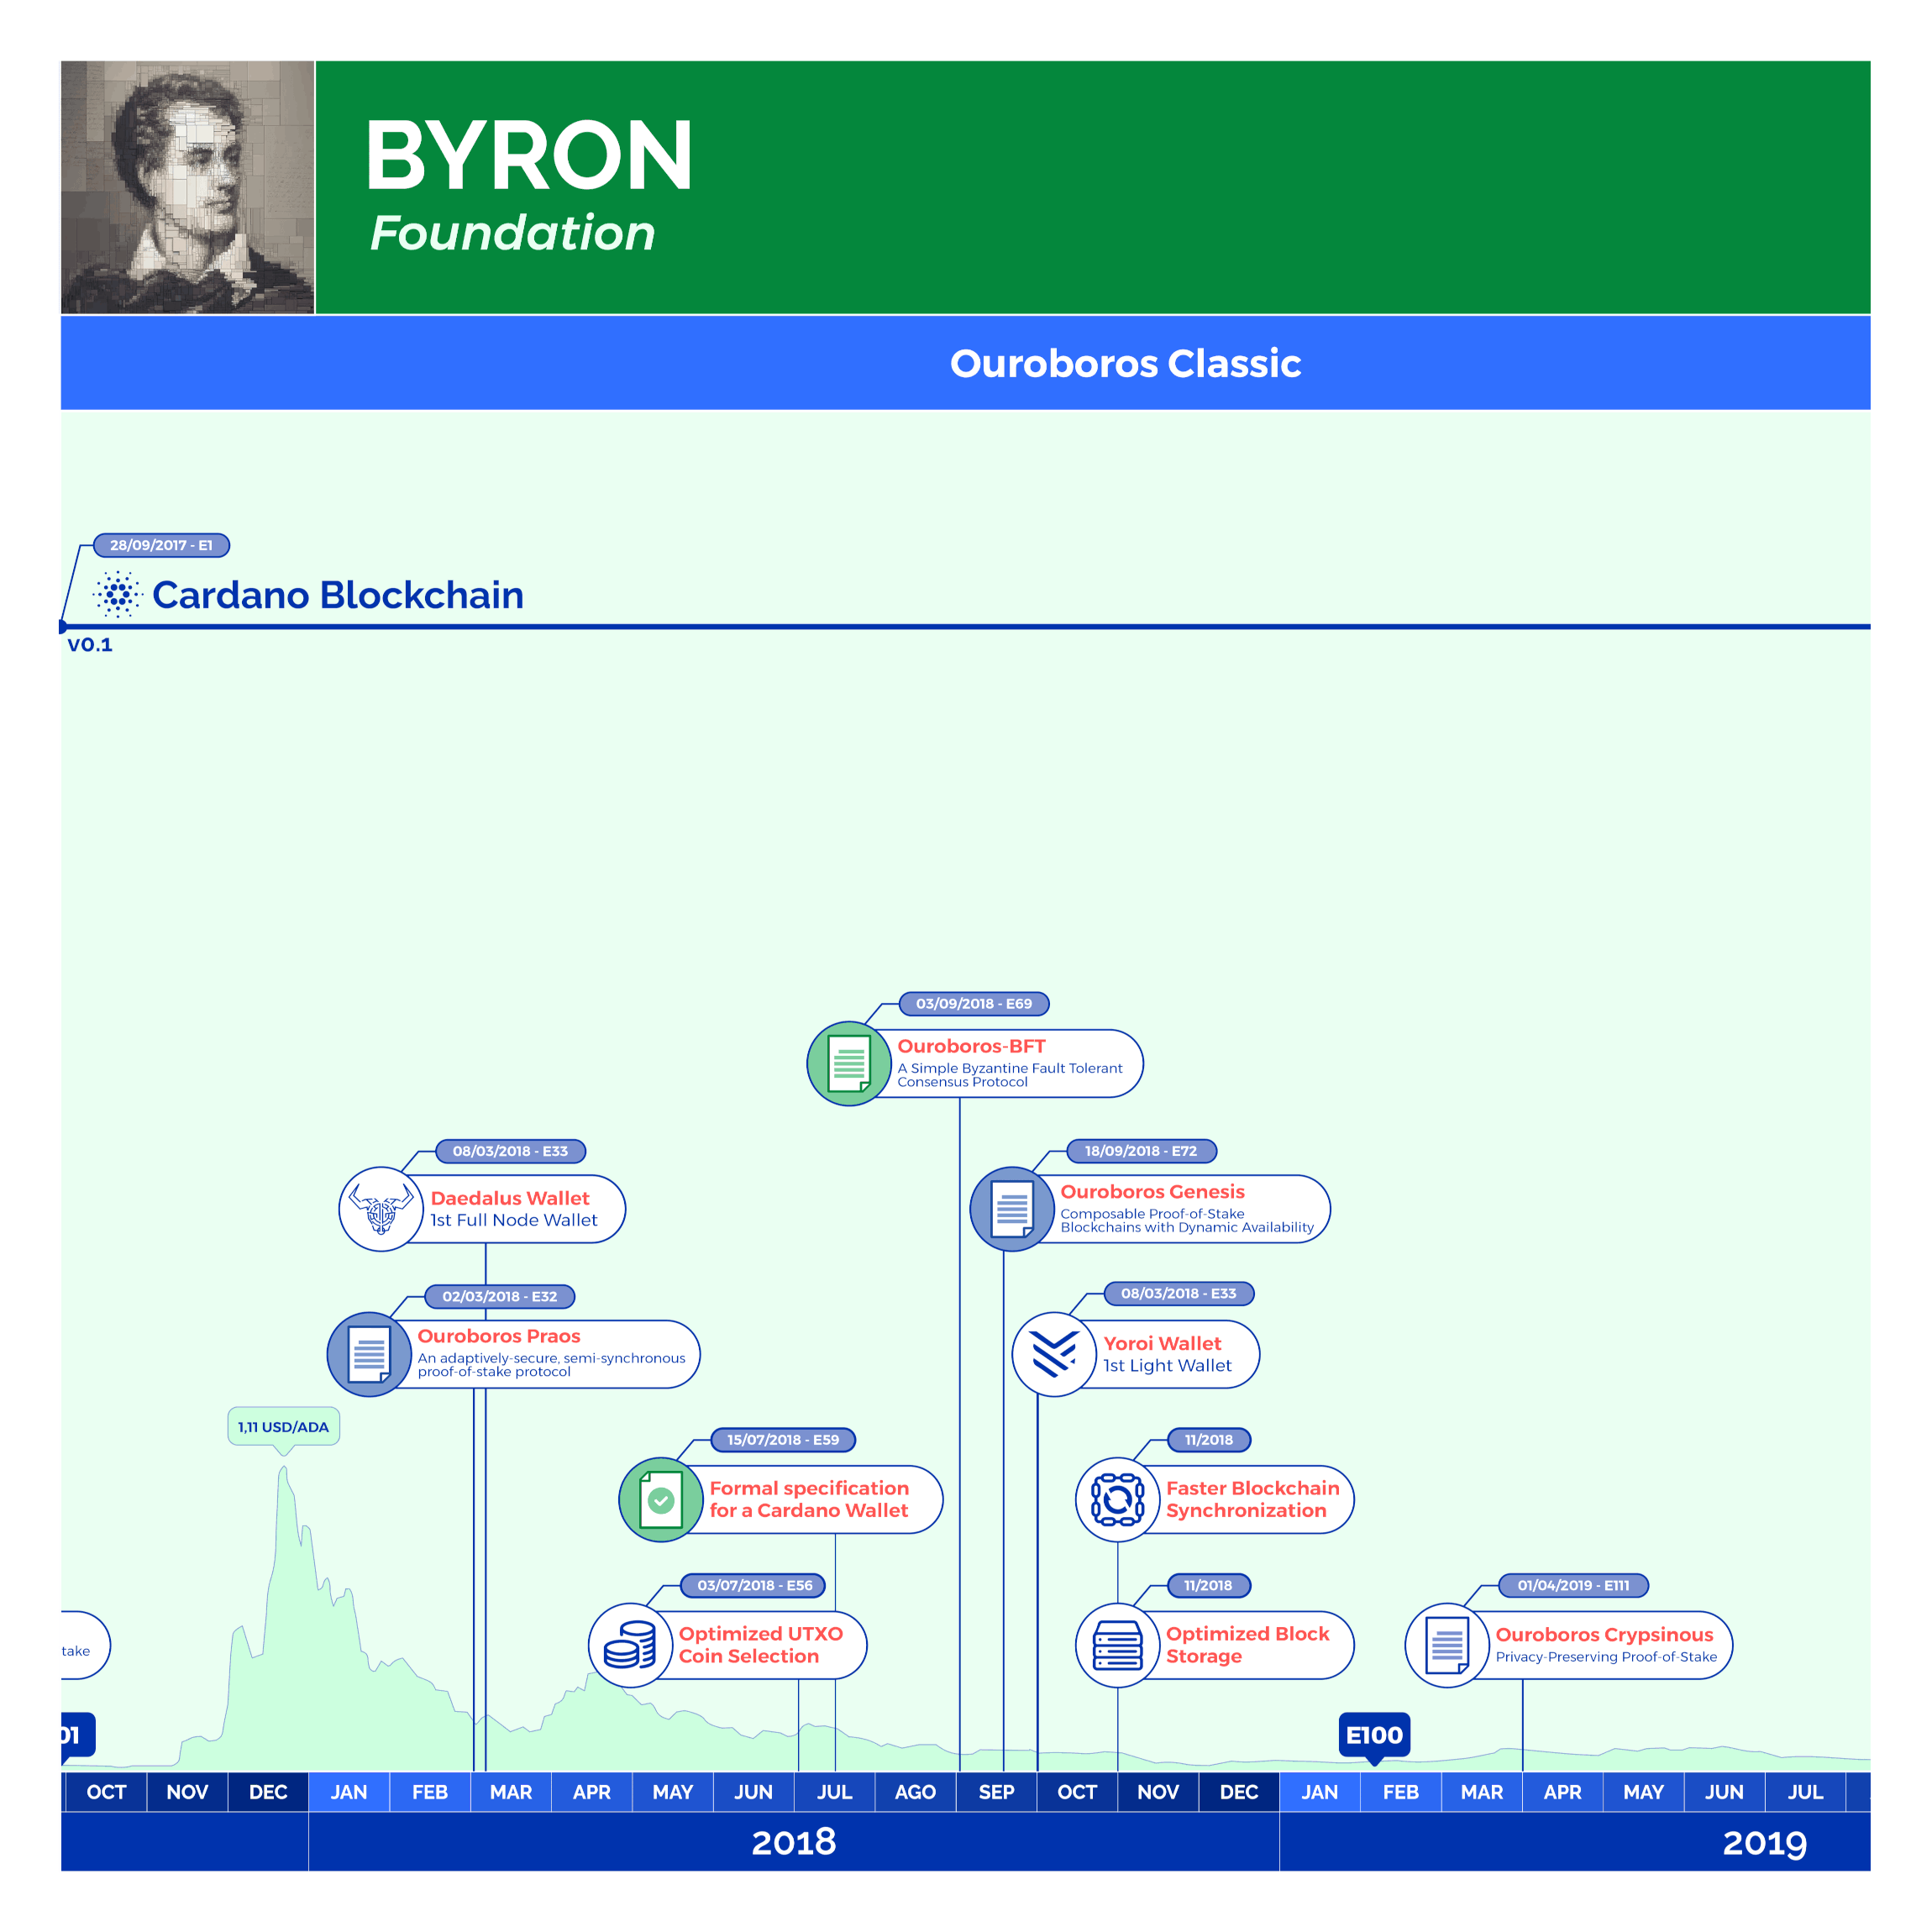 BYRON
Foundation
Ouroboros Classic
28/09/2017 - E1
Cardano Blockchain
v0.1
03/09/2018 - E69
Ouroboros-BFT
A Simple Byzantine Fault Tolerant
Consensus Protocol
08/03/2018 - E33
Daedalus Wallet
1st Full Node Wallet
18/09/2018 - E72
Ouroboros Genesis
Composable Proof-of-Stake
Blockchains with Dynamic Availability
02/03/2018 - E32
Ouroboros Praos
An adaptively-secure, semi-synchronous
proof-of-stake protocol
08/03/2018 - E33
Yoroi Wallet
1st Light Wallet
1,11 USD/ADA
15/07/2018 - E59
Formal specification
for a Cardano Wallet
11/2018
Faster Blockchain
Synchronization
03/07/2018 - E56
Optimized UTXO
Coin Selection
11/2018
Optimized Block
Storage
01/04/2019 - E111
Ouroboros Crypsinous
Privacy-Preserving Proof-of-Stake
take
01
E100
OCT NOV DEC JAN FEB MAR APR MAY JUN JUL AGO SEP OCT NOV DEC JAN FEB MAR APR MAY JUN JUL
2018 2019